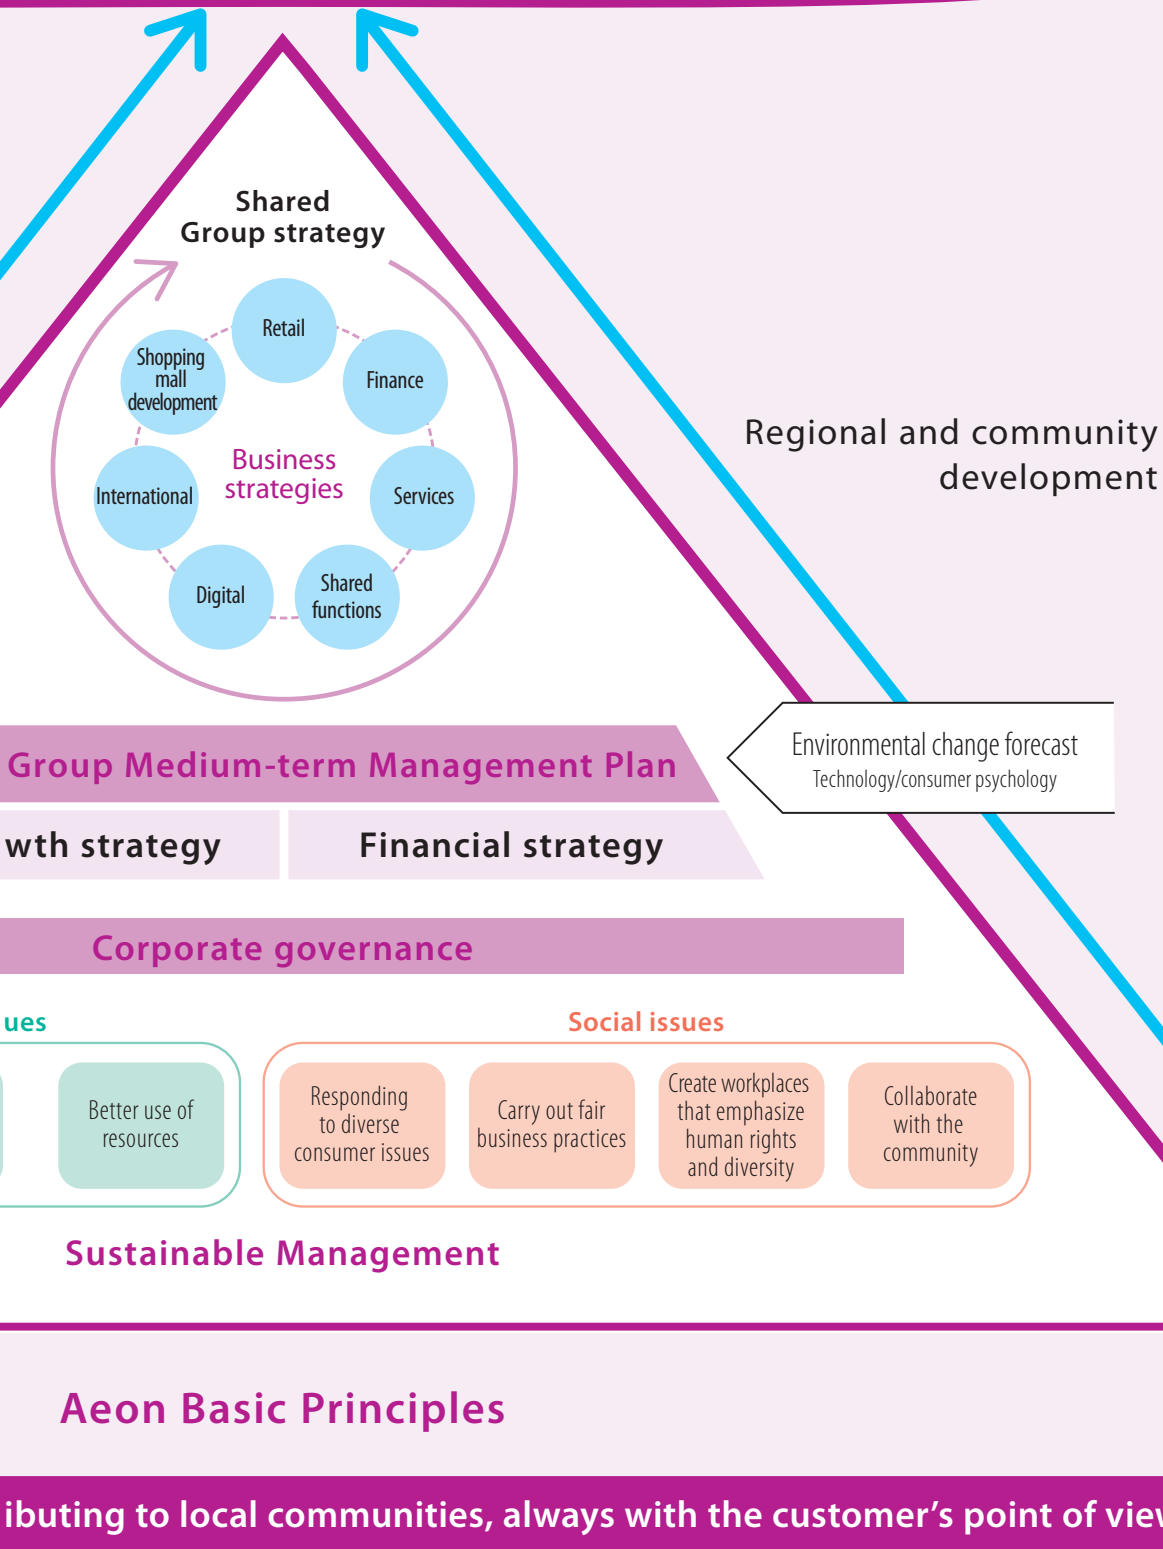 Shared
Group strategy
Retail
Shopping
mall
development
Finance
Business
strategies
International
Services
Digital
Shared
functions
Regional and community
development
Environmental change forecast
Technology/consumer psychology
Group Medium-term Management Plan
wth strategy
Financial strategy
Corporate governance
ues
Better use of
resources
Social issues
Responding
to diverse
consumer issues
Carry out fair
business practices
Create workplaces
that emphasize
human rights
and diversity
Collaborate
with the
community
Sustainable Management
Aeon Basic Principles
ibuting to local communities, always with the customer’s point of view